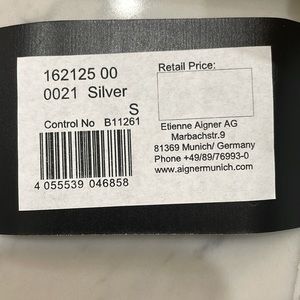 162125 00
0021 Silver
S
Control No B11261
4 055539 046858
Retail Price:
Etienne Aigner AG
Marbachstr.9
81369 Munich/ Germany
Phone +49/89/76993-0
www.aignermunich.com